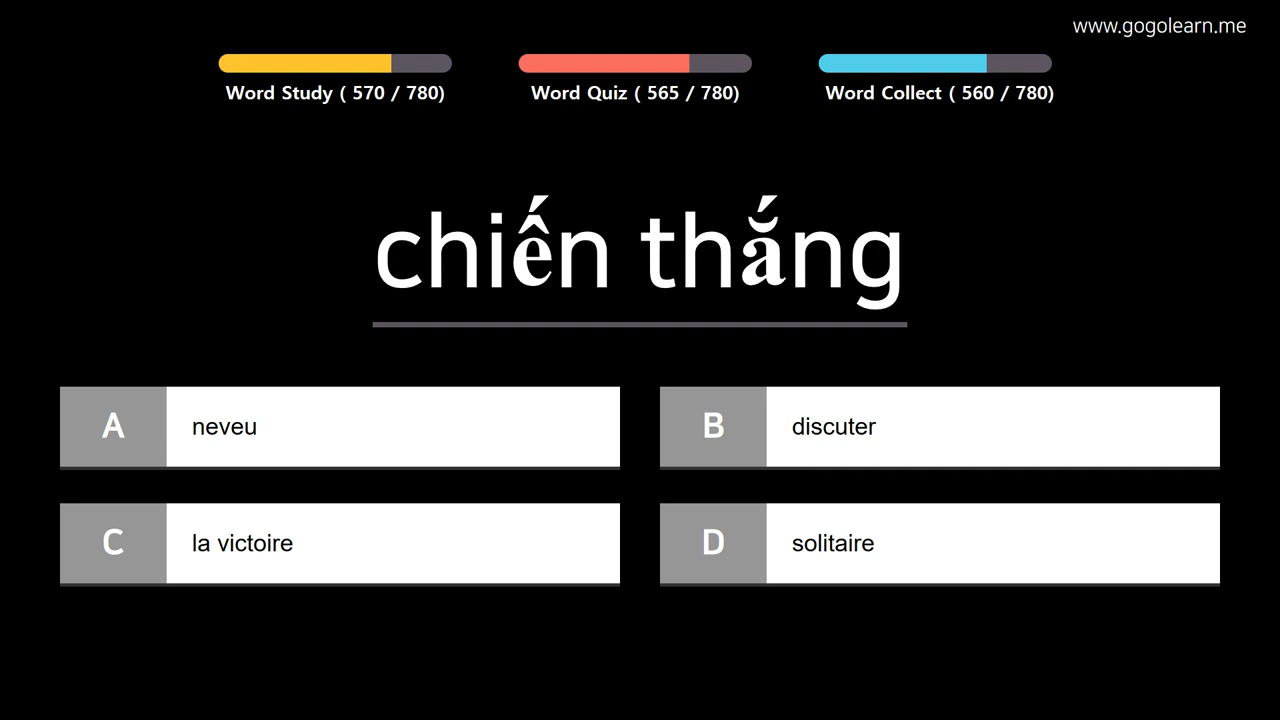 www.gogolearn.me
Word Study ( 570 / 780)
Word Quiz ( 565 / 780)
Word Collect ( 560 / 780)
chiến thắng
A neveu
B discuter
C la victoire
D solitaire